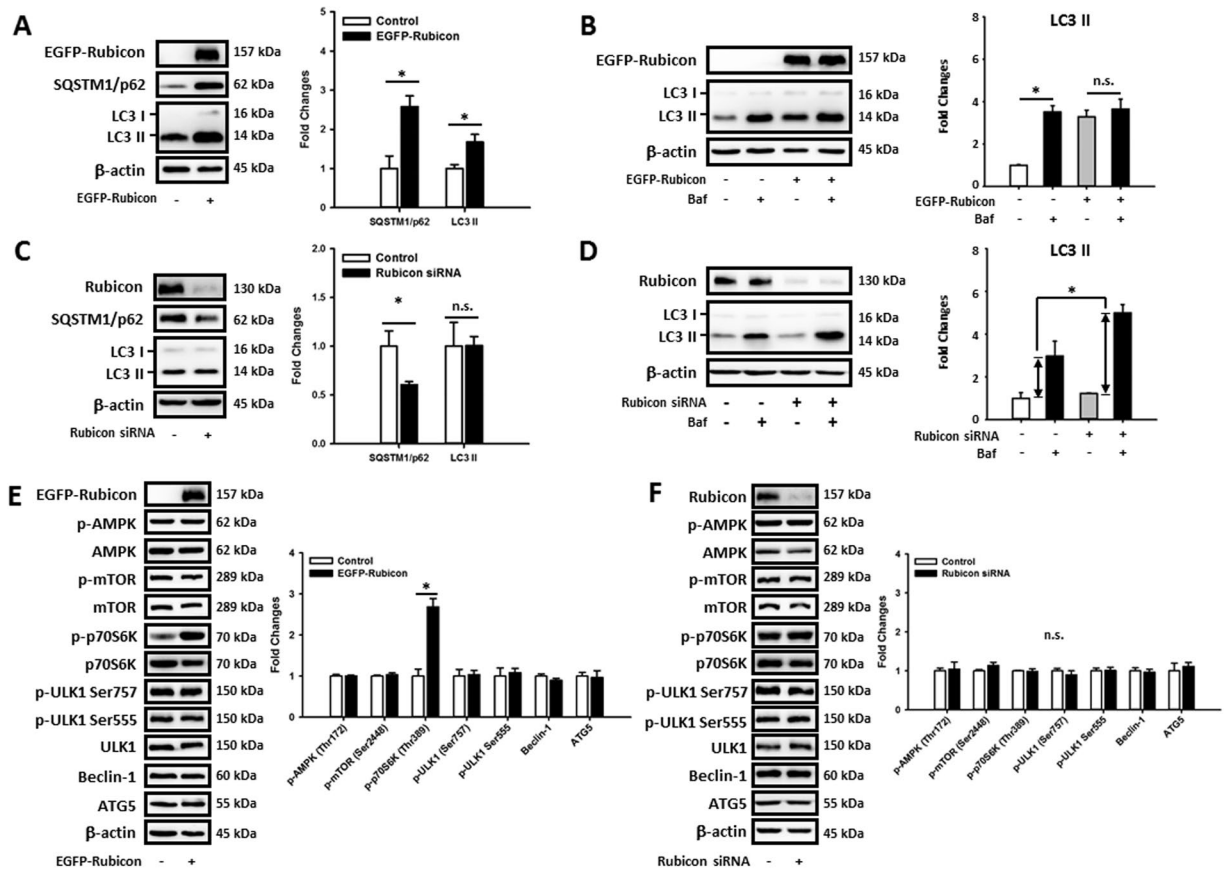 A
EGFP-Rubicon 157 kDa
SQSTM1/p62 62 kDa
LC3 I 16 kDa
LC3 II 14 kDa
β-actin 45 kDa
EGFP-Rubicon - +
Control
EGFP-Rubicon
Fold Changes
5
4
3
2
1
0
*
*
SQSTM1/p62 LC3 II
B
EGFP-Rubicon 157 kDa
LC3 I 16 kDa
LC3 II 14 kDa
β-actin 45 kDa
EGFP-Rubicon - - + +
Baf - + - +
LC3 II
Fold Changes
8
6
4
2
0
*
n.s.
EGFP-Rubicon - - + +
Baf - + - +
C
Rubicon 130 kDa
SQSTM1/p62 62 kDa
LC3 I 16 kDa
LC3 II 14 kDa
β-actin 45 kDa
Rubicon siRNA - +
Control
Rubicon siRNA
Fold Changes
2.0
1.5
1.0
0.5
0.0
*
n.s.
SQSTM1/p62 LC3 II
D
Rubicon 130 kDa
LC3 I 16 kDa
LC3 II 14 kDa
β-actin 45 kDa
Rubicon siRNA - - + +
Baf - + - +
LC3 II
Fold Changes
8
6
4
2
0
*
Rubicon siRNA - - + +
Baf - + - +
E
EGFP-Rubicon 157 kDa
p-AMPK 62 kDa
AMPK 62 kDa
p-mTOR 289 kDa
mTOR 289 kDa
p-p70S6K 70 kDa
p70S6K 70 kDa
p-ULK1 Ser757 150 kDa
p-ULK1 Ser555 150 kDa
ULK1 150 kDa
Beclin-1 60 kDa
ATG5 55 kDa
β-actin 45 kDa
EGFP-Rubicon - +
Control
EGFP-Rubicon
Fold Changes
4
3
2
1
0
*
p-AMPK (Thr172)
p-mTOR (Ser2448)
p-p70S6K (Thr389)
p-ULK1 (Ser757)
p-ULK1 Ser555
Beclin-1
ATG5
F
Rubicon 157 kDa
p-AMPK 62 kDa
AMPK 62 kDa
p-mTOR 289 kDa
mTOR 289 kDa
p-p70S6K 70 kDa
p70S6K 70 kDa
p-ULK1 Ser757 150 kDa
p-ULK1 Ser555 150 kDa
ULK1 150 kDa
Beclin-1 60 kDa
ATG5 55 kDa
β-actin 45 kDa
Rubicon siRNA - +
Control
Rubicon siRNA
Fold Changes
4
3
2
1
0
n.s.
p-AMPK (Thr172)
p-mTOR (Ser2448)
p-p70S6K (Thr389)
p-ULK1 (Ser757)
p-ULK1 Ser555
Beclin-1
ATG5